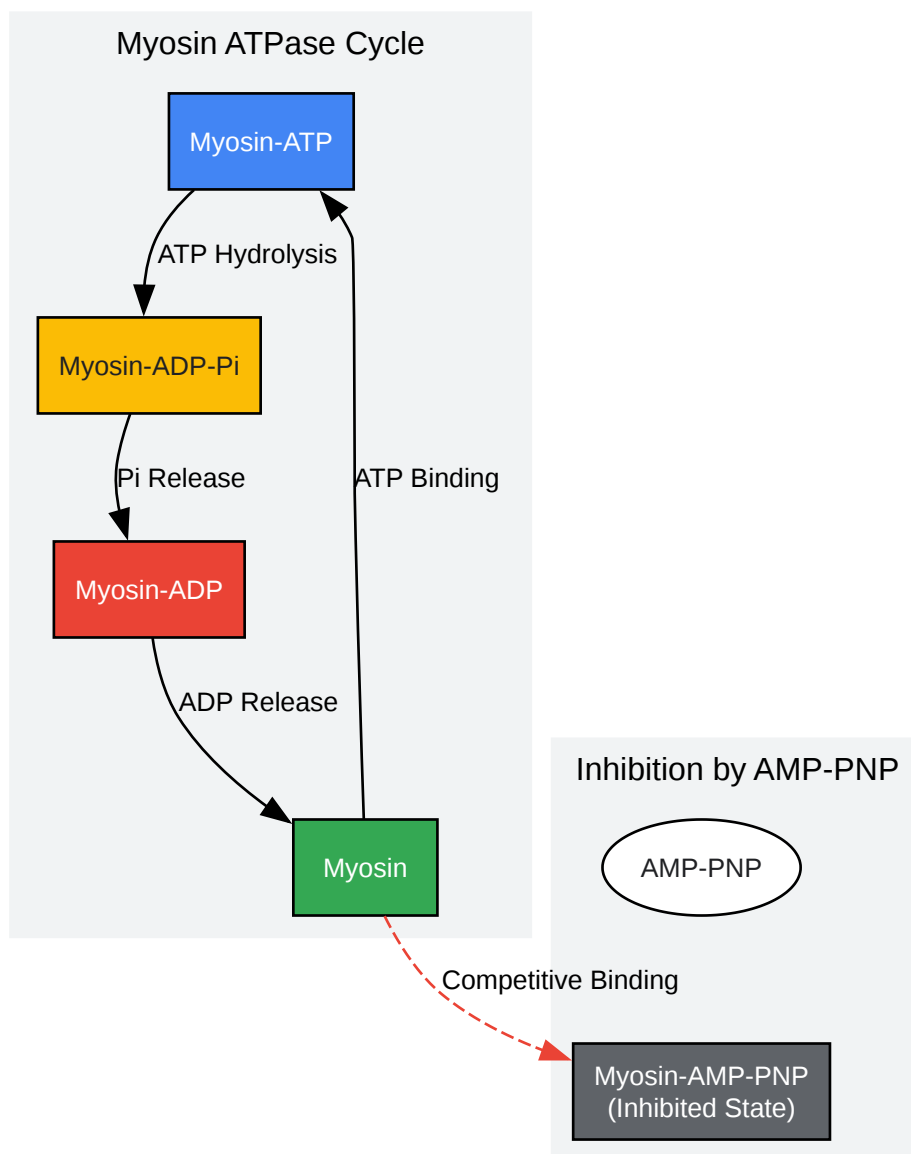 Myosin ATPase Cycle
Myosin-ATP
ATP Hydrolysis
Myosin-ADP-Pi
Pi Release
ATP Binding
Myosin-ADP
ADP Release
Inhibition by AMP-PNP
Myosin
AMP-PNP
Competitive Binding
Myosin-AMP-PNP
(Inhibited State)